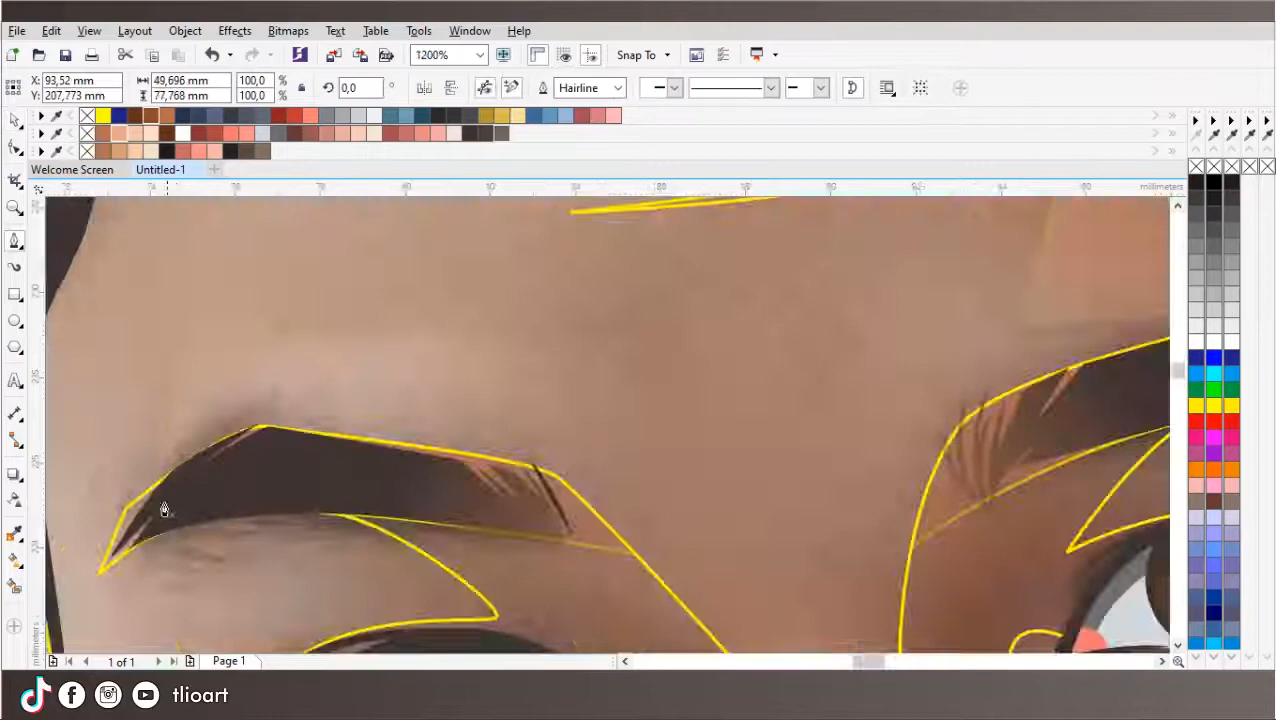 File Edit View Layout Object Effects Bitmaps Text Table Tools Window Help
1200% Snap To
X: 93,52 mm 49,696 mm 100,0 % 0,0 ° Hairline
Y: 207,773 mm 77,768 mm 100,0 %
Welcome Screen Untitled-1
millimeters
millimeters
1 of 1 Page 1
tlioart